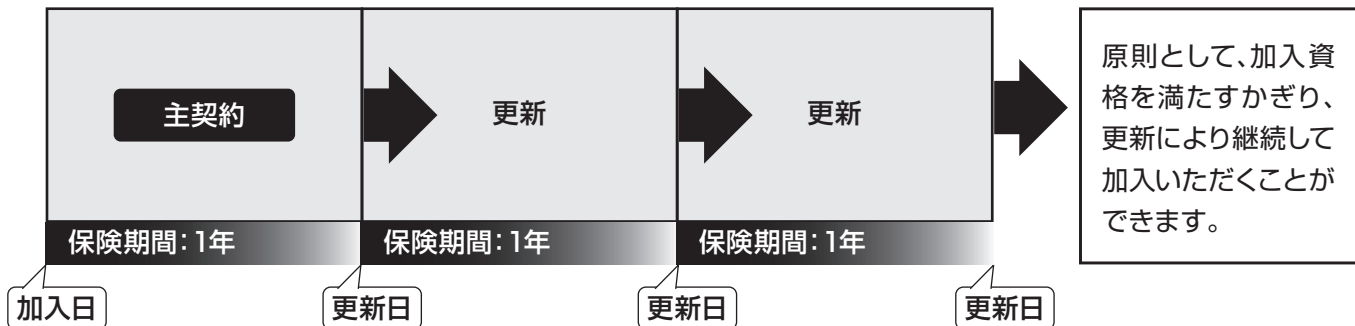 主契約
更新
更新
保険期間：1年
保険期間：1年
保険期間：1年
加入日
更新日
更新日
更新日
原則として、加入資
格を満たすかぎり、
更新により継続して
加入いただくことが
できます。